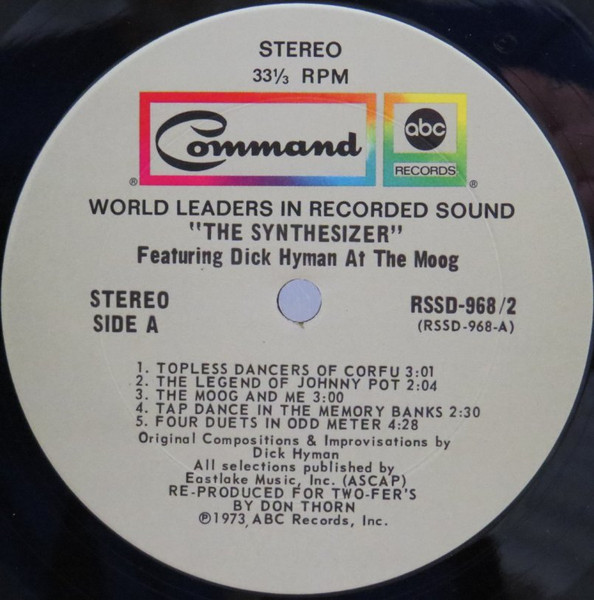 STEREO
33⅓ RPM
Command
abc
RECORDS
® ®
WORLD LEADERS IN RECORDED SOUND
"THE SYNTHESIZER"
Featuring Dick Hyman At The Moog
STEREO RSSD-968/2
SIDE A (RSSD-968-A)
1. TOPLESS DANCERS OF CORFU 3:01
2. THE LEGEND OF JOHNNY POT 2:04
3. THE MOOG AND ME 3:00
4. TAP DANCE IN THE MEMORY BANKS 2:30
5. FOUR DUETS IN ODD METER 4:28
Original Compositions & Improvisations by
Dick Hyman
All selections published by
Eastlake Music, Inc. (ASCAP)
RE-PRODUCED FOR TWO-FER'S
BY DON THORN
℗1973, ABC Records, Inc.